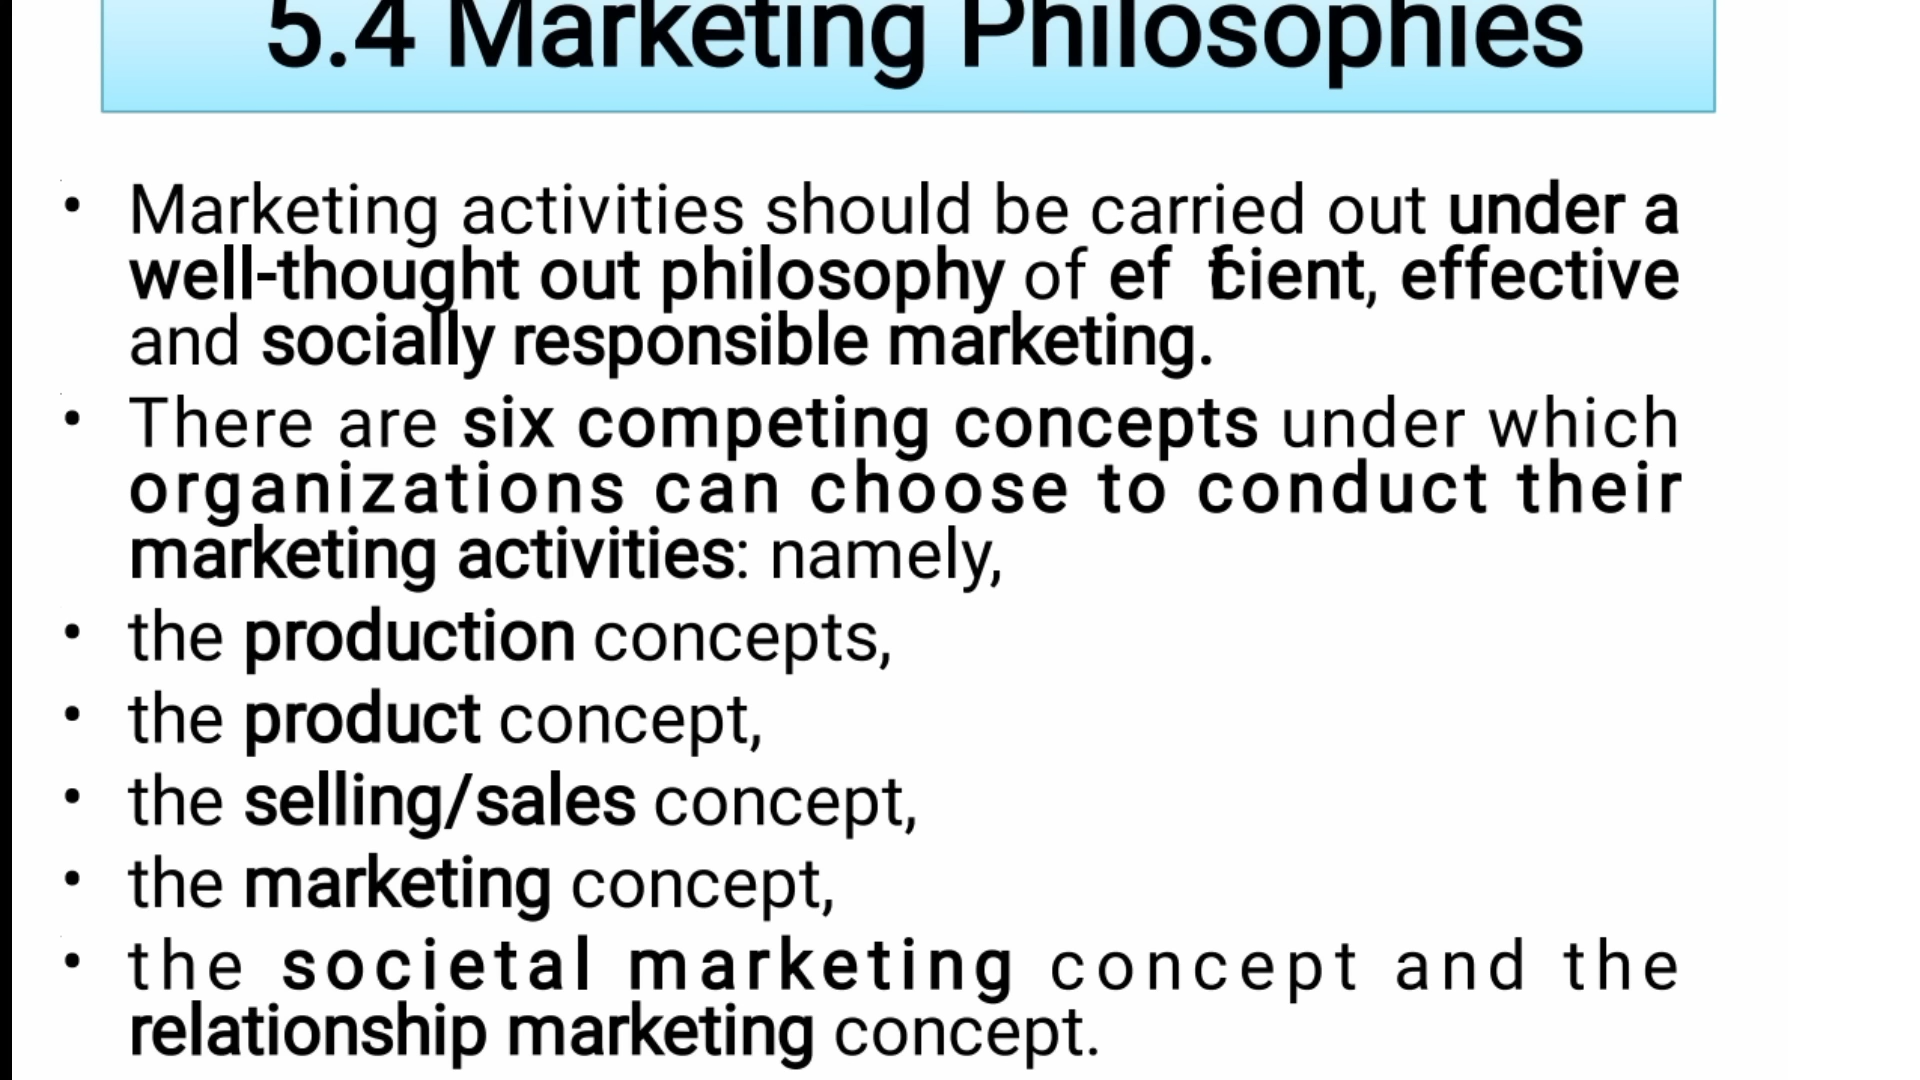 5.4 Marketing Philosophies
• Marketing activities should be carried out under a
well-thought out philosophy of ef ficient, effective
and socially responsible marketing.
• There are six competing concepts under which
organizations can choose to conduct their
marketing activities: namely,
• the production concepts,
• the product concept,
• the selling/sales concept,
• the marketing concept,
• the societal marketing concept and the
relationship marketing concept.